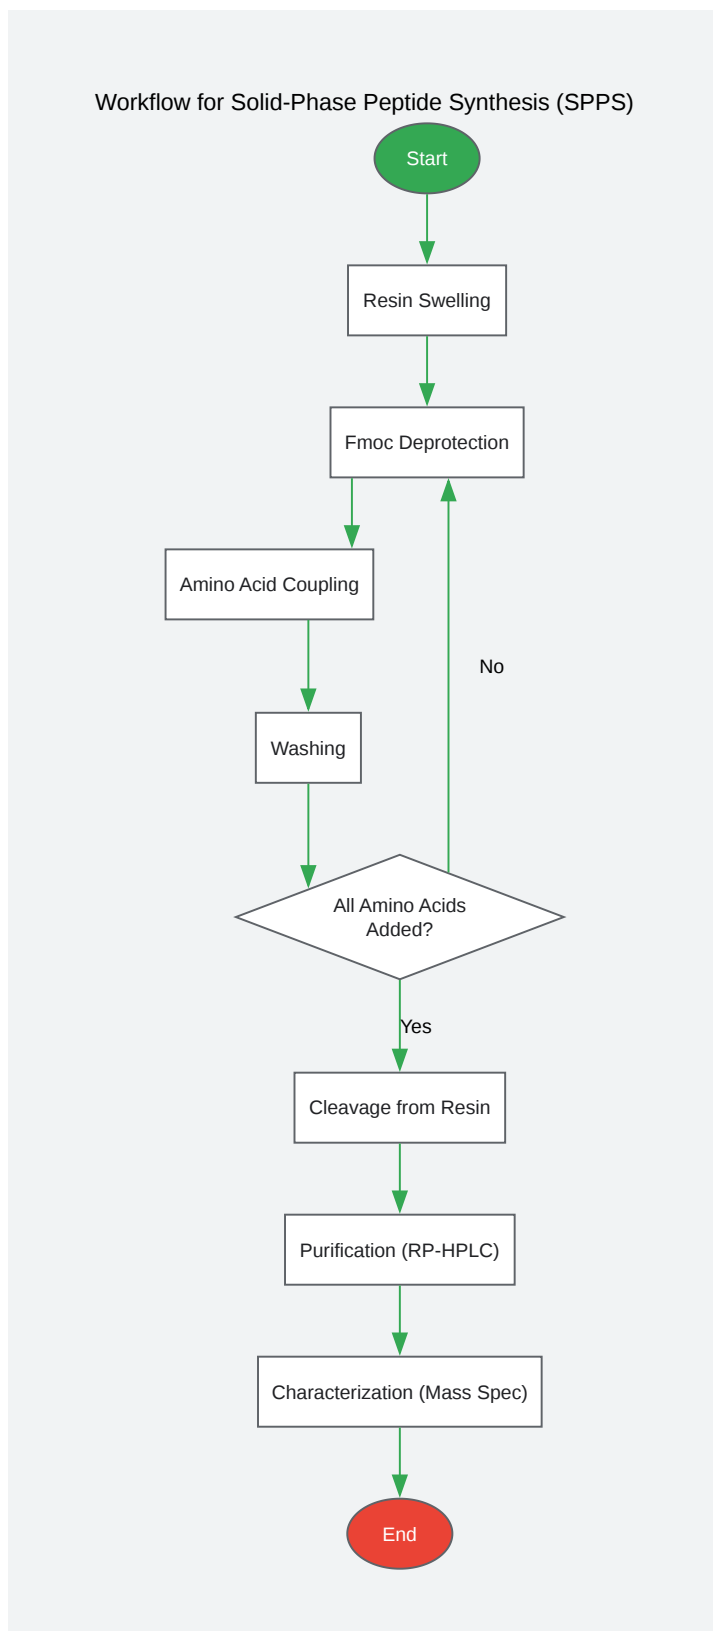 Workflow for Solid-Phase Peptide Synthesis (SPPS)
Start
Resin Swelling
Fmoc Deprotection
Amino Acid Coupling
No
Washing
All Amino Acids
Added?
Yes
Cleavage from Resin
Purification (RP-HPLC)
Characterization (Mass Spec)
End